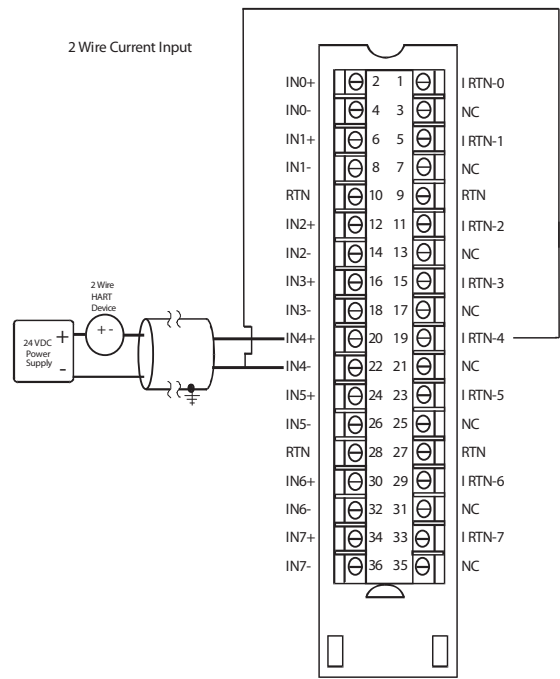 2 Wire Current Input
IN0+ 2 1 I RTN-0
IN0- 4 3 NC
IN1+ 6 5 I RTN-1
IN1- 8 7 NC
RTN 10 9 RTN
IN2+ 12 11 I RTN-2
IN2- 14 13 NC
IN3+ 16 15 I RTN-3
IN3- 18 17 NC
IN4+ 20 19 I RTN-4
IN4- 22 21 NC
IN5+ 24 23 I RTN-5
IN5- 26 25 NC
RTN 28 27 RTN
IN6+ 30 29 I RTN-6
IN6- 32 31 NC
IN7+ 34 33 I RTN-7
IN7- 36 35 NC
2 Wire
HART
Device
+ -
24 VDC
Power
Supply
+
-